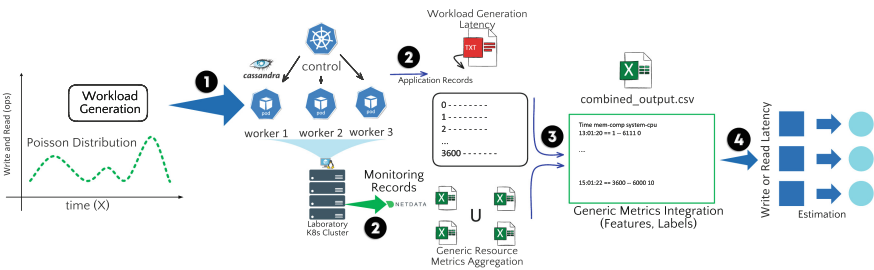 Write and Read (ops)
Workload
Generation
Poisson Distribution
time (X)
1
cassandra
control
pod
pod
pod
worker 1
worker 2
worker 3
Laboratory
K8s Cluster
2
Workload Generation
Latency
TXT
Application Records
0 --------
1 --------
2 --------
...
3600 -------
Monitoring
Records
NETDATA
2
U
Generic Resource
Metrics Aggregation
3
combined_output.csv
Time mem-comp system-cpu
13:01:20 == 1 – 6111 0
...
15:01:22 == 3600 – 6000 10
Generic Metrics Integration
(Features, Labels)
4
Write or Read Latency
Estimation